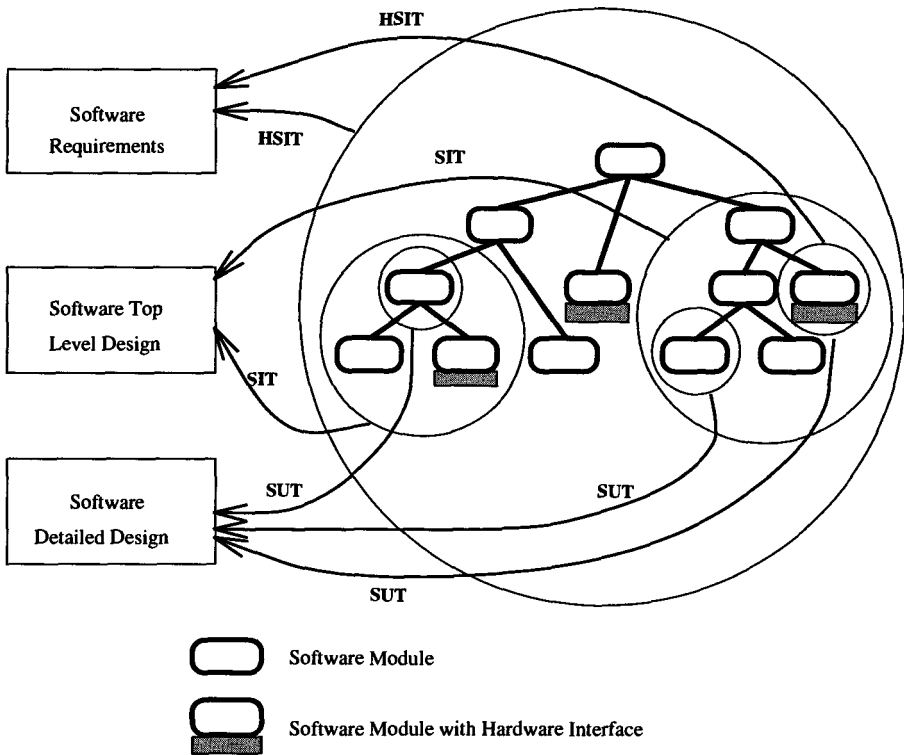 HSIT
Software
Requirements
HSIT
SIT
Software Top
Level Design
SIT
Software
Detailed Design
SUT
SUT
SUT
Software Module
Software Module with Hardware Interface